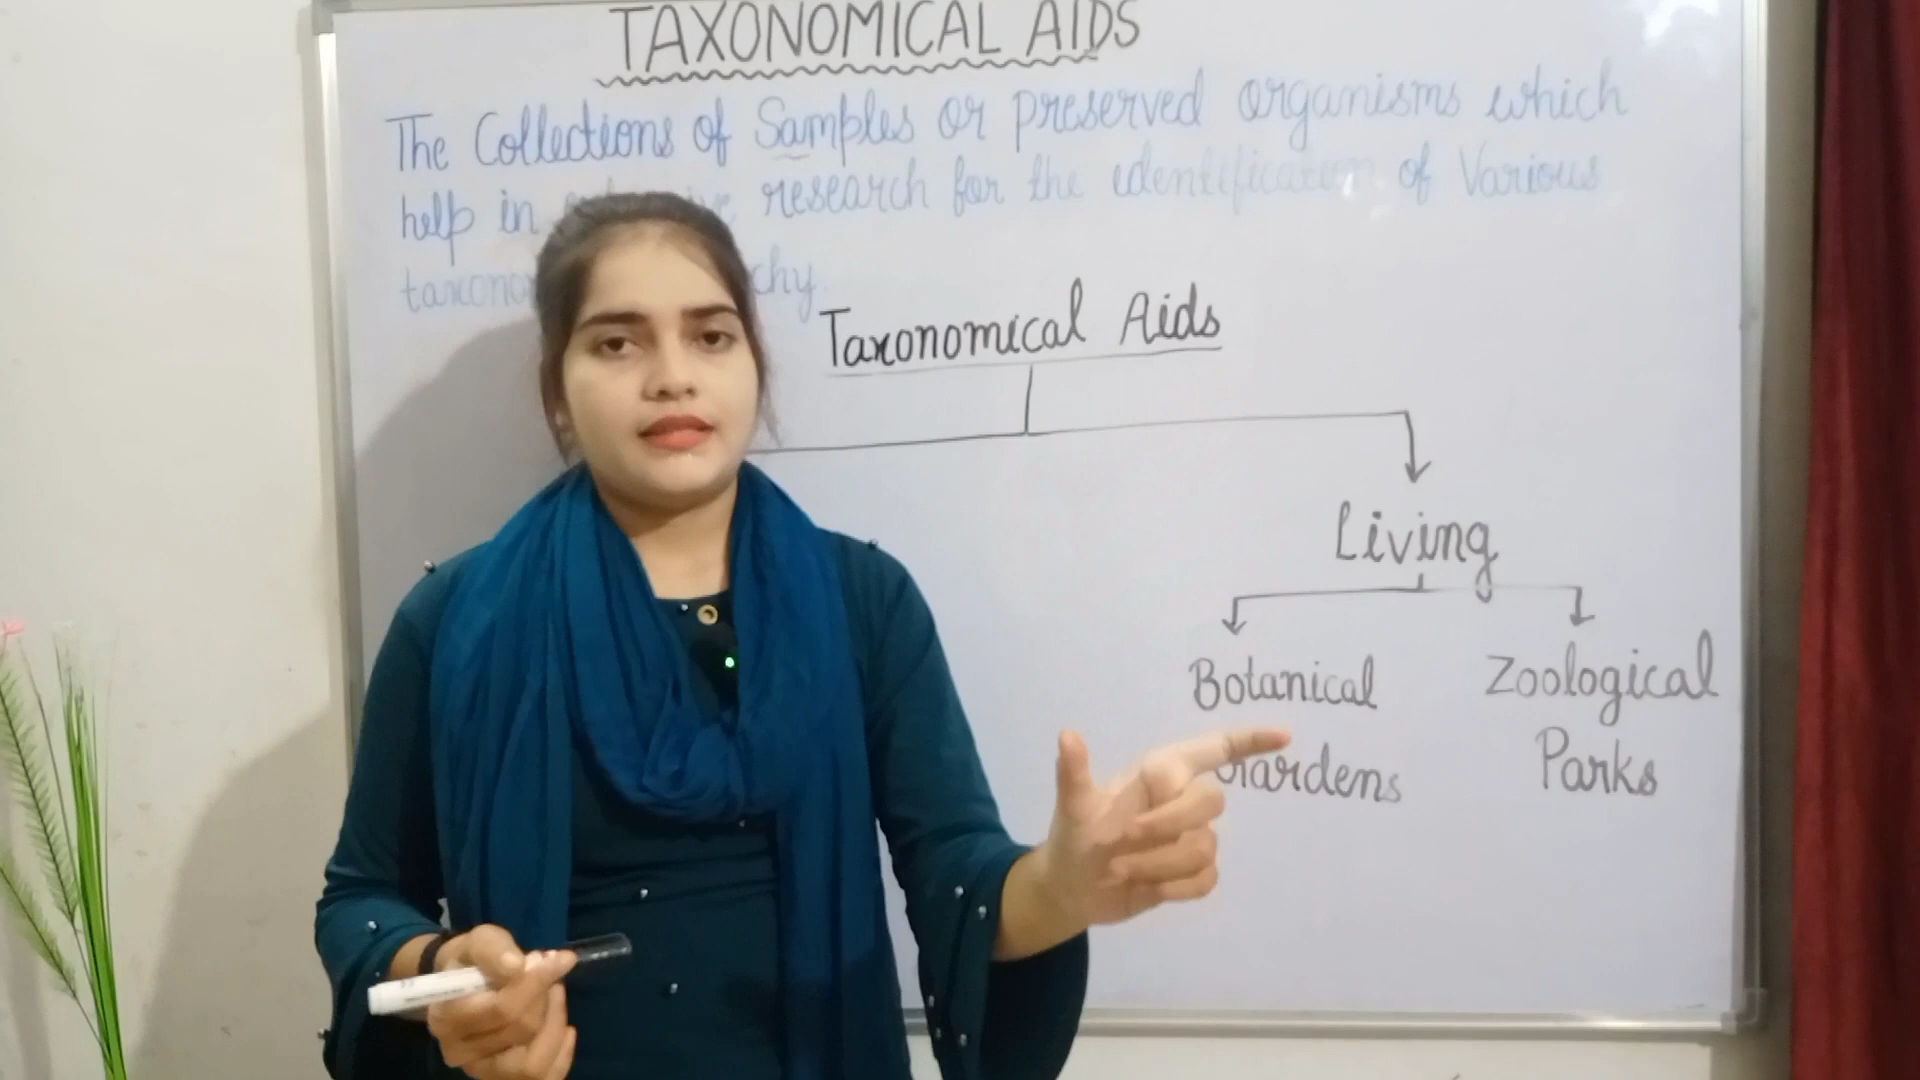 TAXONOMICAL AIDS
The Collections of Samples or preserved organisms which
help in research for the identification of Various
Taxonomical Aids
Living
Botanical Zoological
Gardens Parks